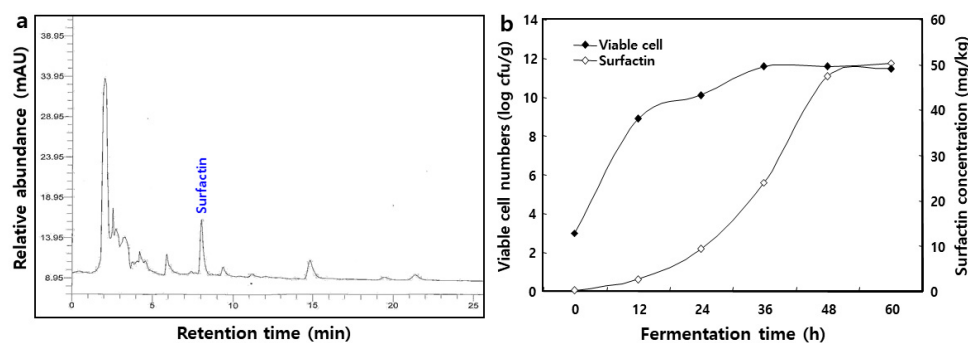 a
Relative abundance (mAU)
38.95
33.95
28.95
23.95
18.95
13.95
8.95
Surfactin
0
5
10
15
20
25
Retention time (min)
b
Viable cell numbers (log cfu/g)
14
12
10
8
6
4
2
0
Viable cell
Surfactin
60
50
40
30
20
10
0
Surfactin concentration (mg/kg)
0 12 24 36 48 60
Fermentation time (h)